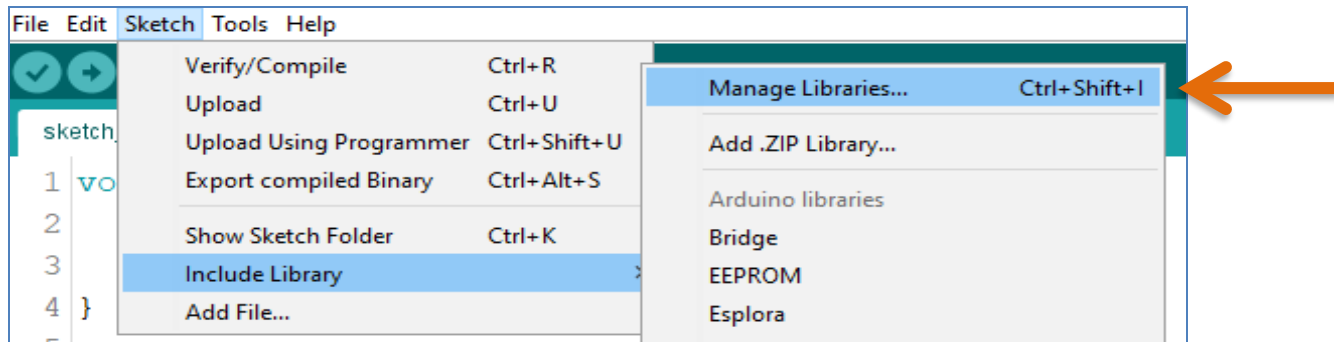 File Edit Sketch Tools Help
Verify/Compile Ctrl+R
Upload Ctrl+U
Upload Using Programmer Ctrl+Shift+U
Export compiled Binary Ctrl+Alt+S
Show Sketch Folder Ctrl+K
Include Library
Add File...
Manage Libraries... Ctrl+Shift+I
Add .ZIP Library...
Arduino libraries
Bridge
EEPROM
Esplora
sketch_
1 vo
2
3
4 }